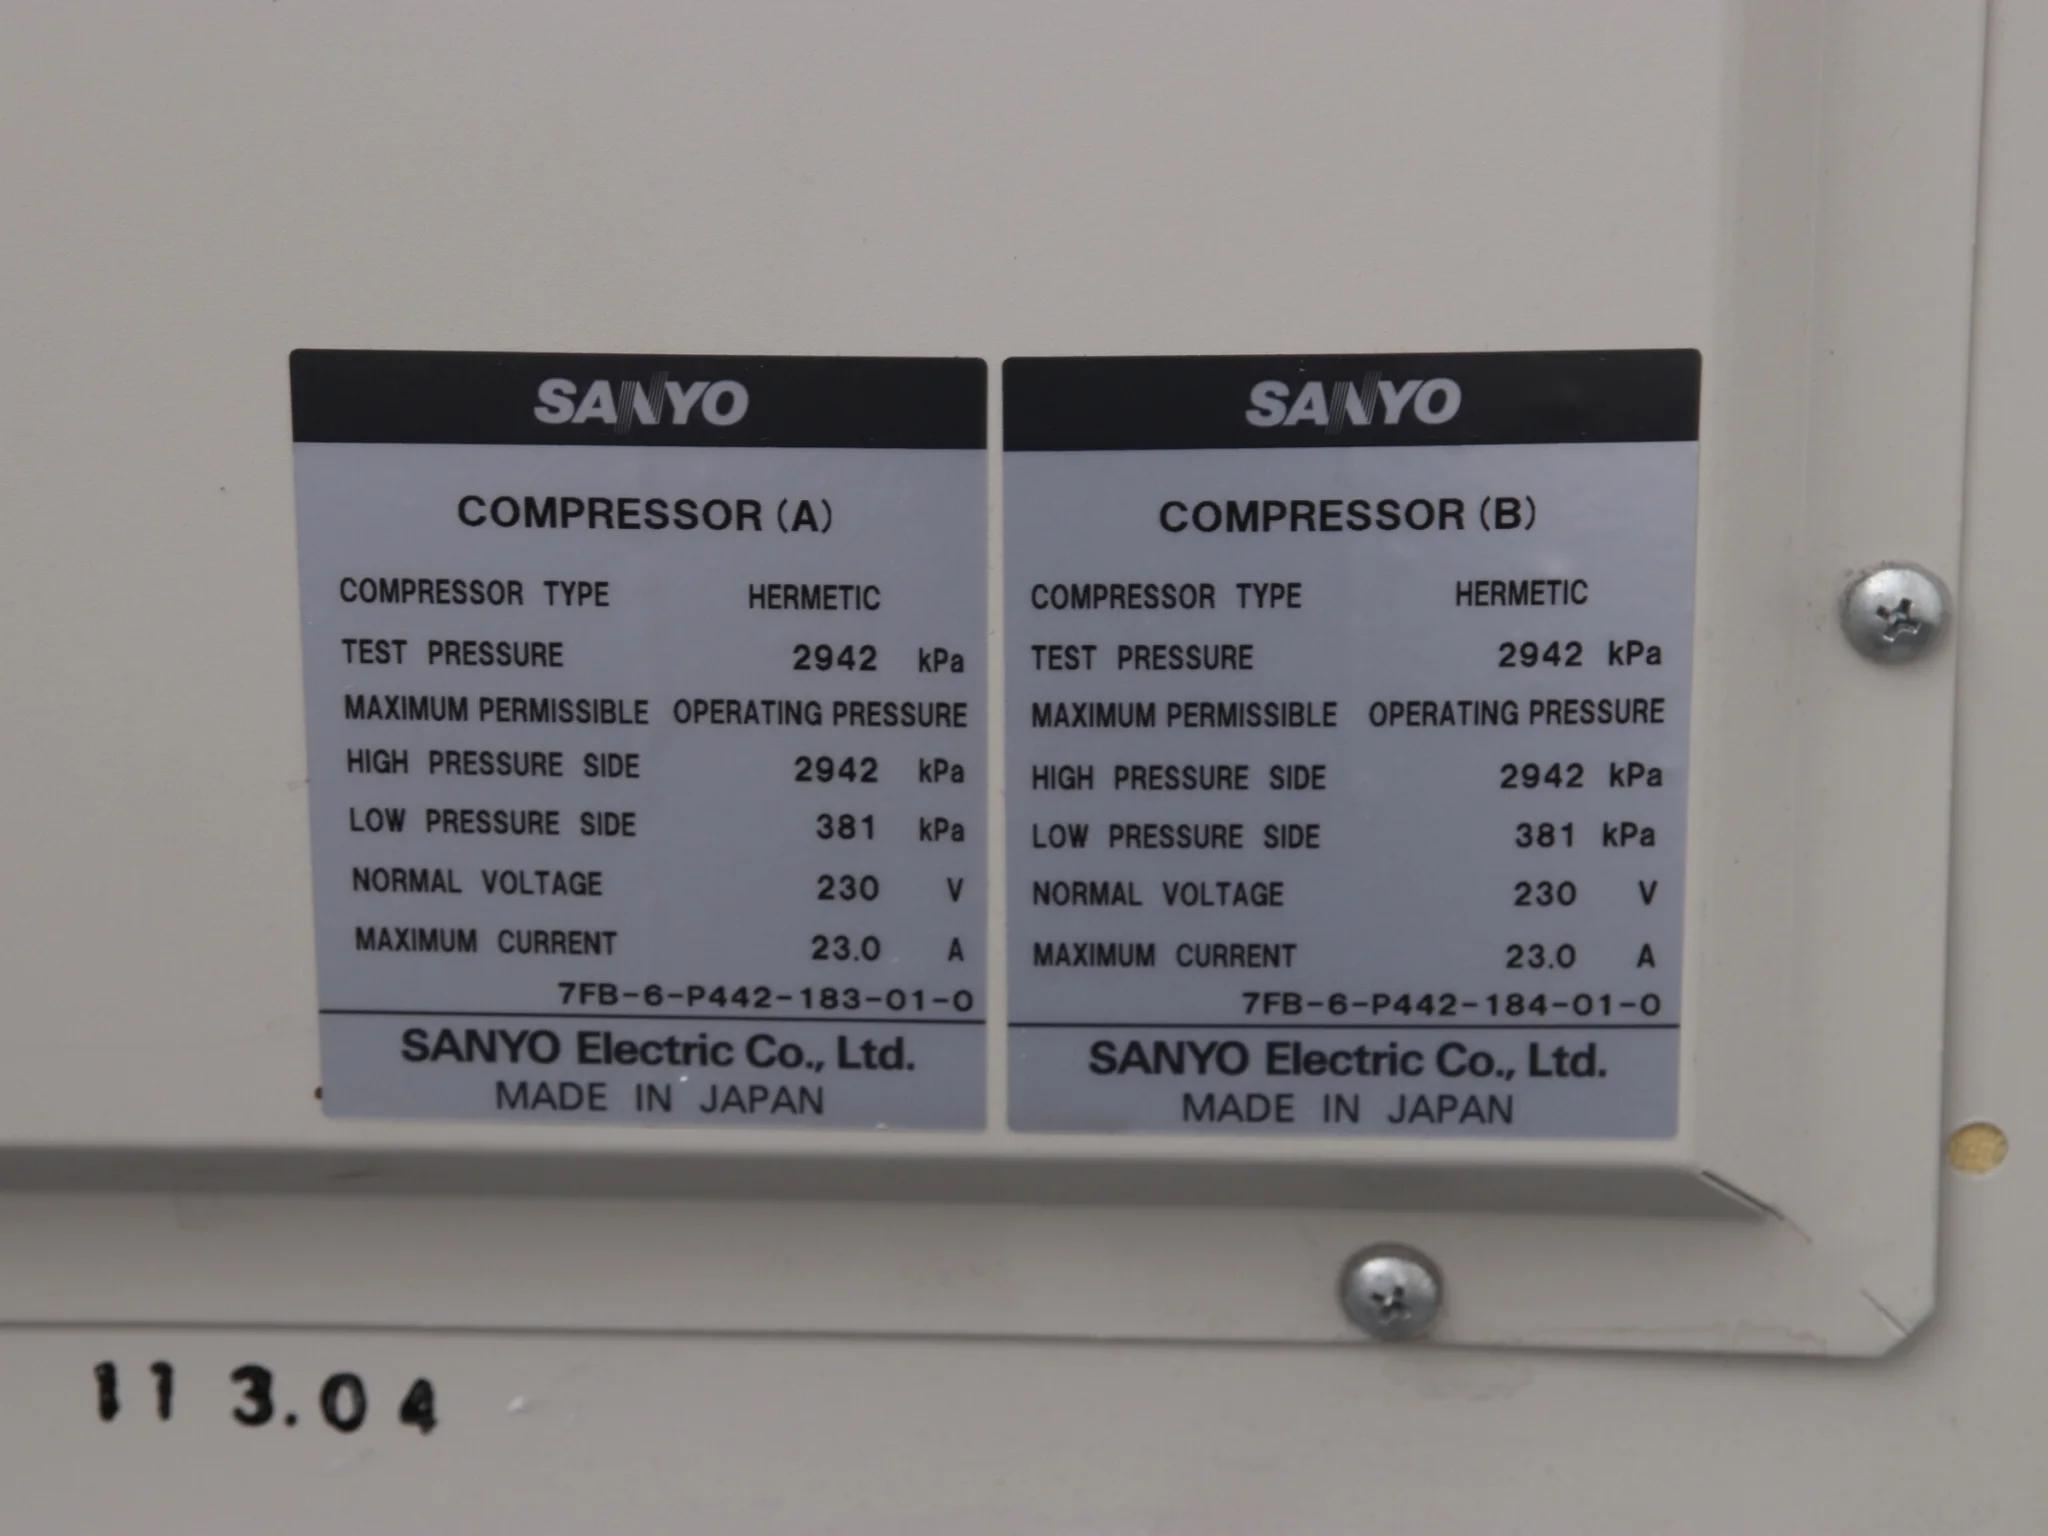 SANYO
COMPRESSOR (A)
COMPRESSOR TYPE HERMETIC
TEST PRESSURE 2942 kPa
MAXIMUM PERMISSIBLE OPERATING PRESSURE
HIGH PRESSURE SIDE 2942 kPa
LOW PRESSURE SIDE 381 kPa
NORMAL VOLTAGE 230 V
MAXIMUM CURRENT 23.0 A
7FB-6-P442-183-01-0
SANYO Electric Co., Ltd.
MADE IN JAPAN
SANYO
COMPRESSOR (B)
COMPRESSOR TYPE HERMETIC
TEST PRESSURE 2942 kPa
MAXIMUM PERMISSIBLE OPERATING PRESSURE
HIGH PRESSURE SIDE 2942 kPa
LOW PRESSURE SIDE 381 kPa
NORMAL VOLTAGE 230 V
MAXIMUM CURRENT 23.0 A
7FB-6-P442-184-01-0
SANYO Electric Co., Ltd.
MADE IN JAPAN
11 3.04